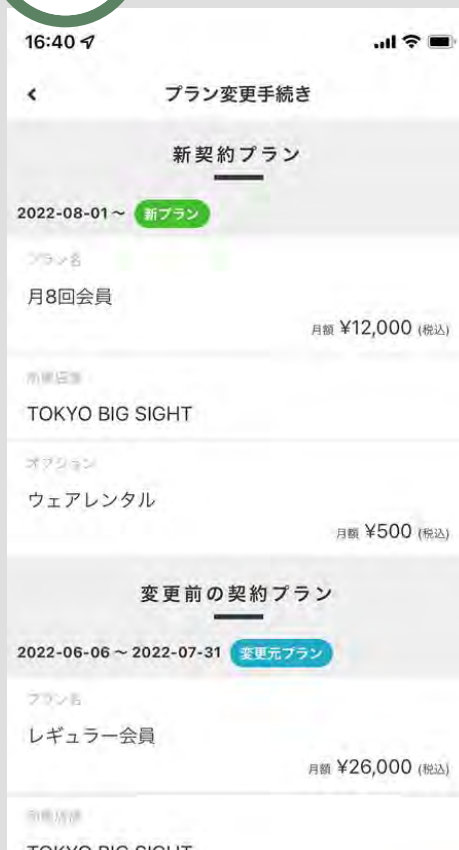 16:40
プラン変更手続き
新契約プラン
2022-08-01～ 新プラン
プラン名
月8回会員
月額 ¥12,000 (税込)
所属店舗
TOKYO BIG SIGHT
オプション
ウェアレンタル
月額 ¥500 (税込)
変更前の契約プラン
2022-06-06 ～ 2022-07-31 変更元プラン
プラン名
レギュラー会員
月額 ¥26,000 (税込)
所属店舗
TOKYO BIG SIGHT